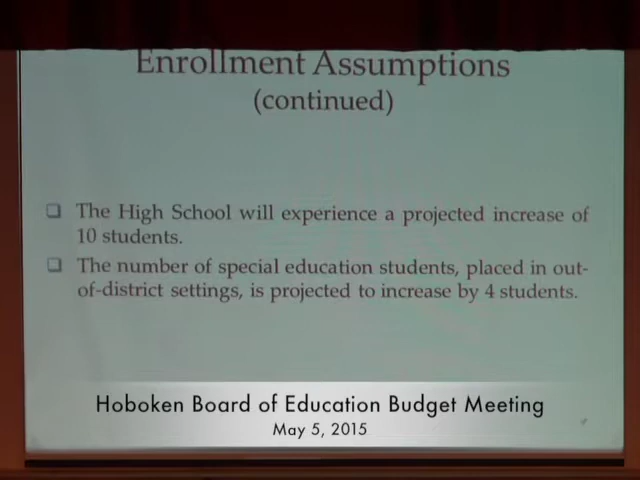 Enrollment Assumptions
(continued)
❑ The High School will experience a projected increase of
10 students.
❑ The number of special education students, placed in out-
of-district settings, is projected to increase by 4 students.
Hoboken Board of Education Budget Meeting
May 5, 2015